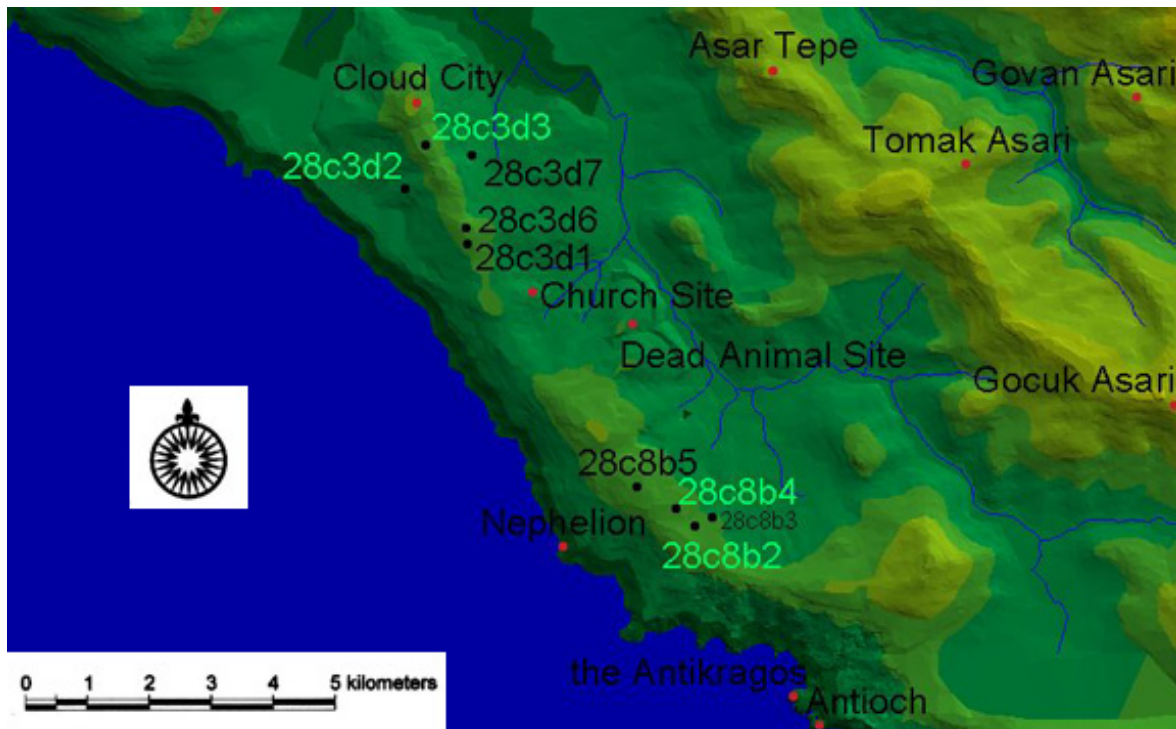 Asar Tepe
Govan Asari
Cloud City
28c3d3
Tomak Asari
28c3d2
28c3d7
28c3d6
28c3d1
Church Site
Dead Animal Site
Gocuk Asari
28c8b5
28c8b4
Nephelion
28c8b3
28c8b2
the Antikragos
Antioch
0 1 2 3 4 5 kilometers